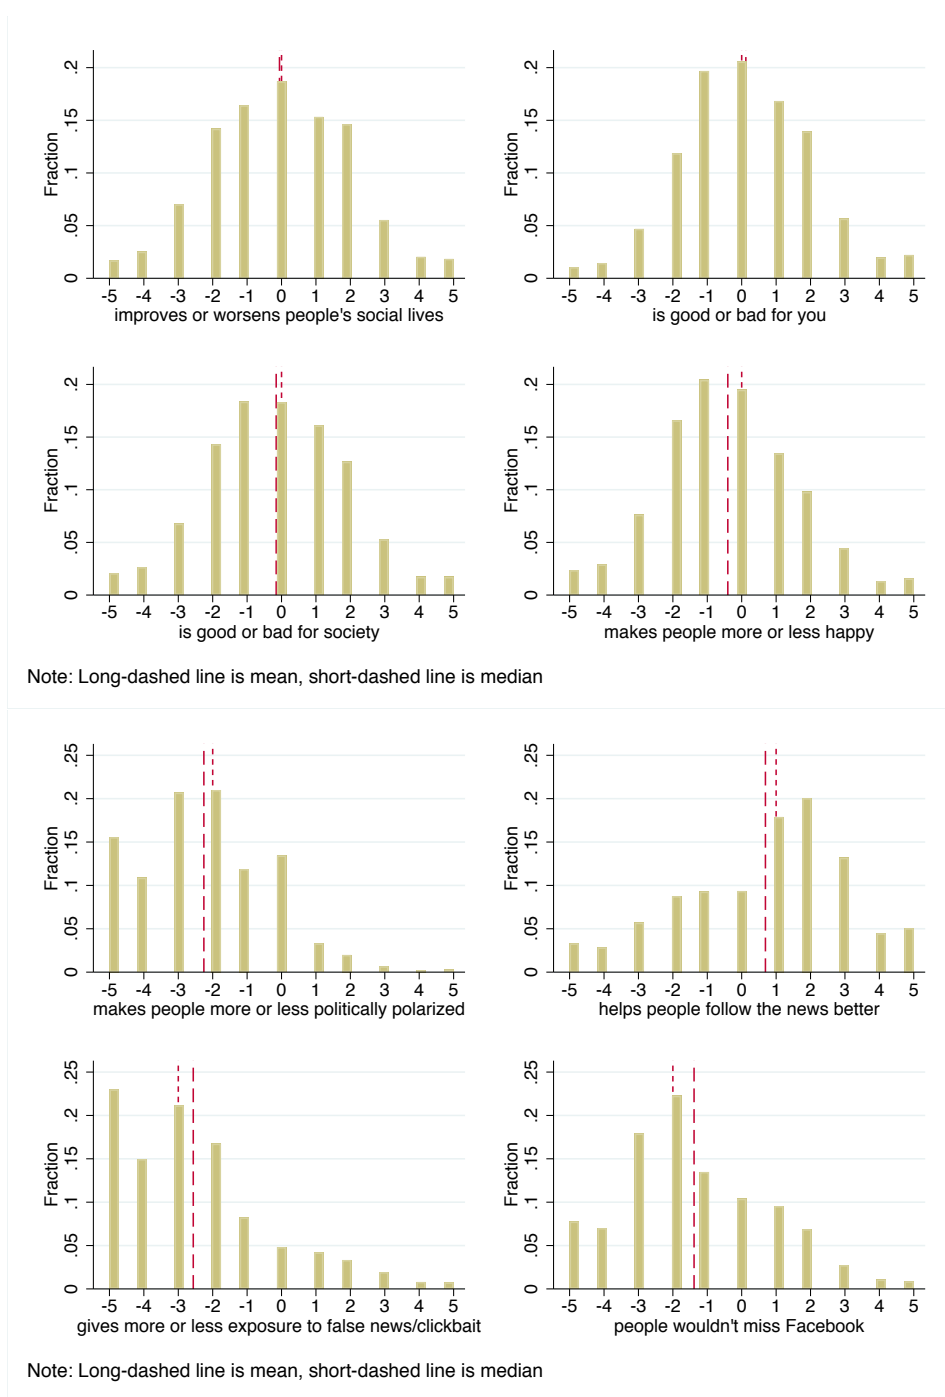 Fraction
.2
.15
.1
.05
0
-5 -4 -3 -2 -1 0 1 2 3 4 5
improves or worsens people's social lives
Fraction
.2
.15
.1
.05
0
-5 -4 -3 -2 -1 0 1 2 3 4 5
is good or bad for you
Fraction
.2
.15
.1
.05
0
-5 -4 -3 -2 -1 0 1 2 3 4 5
is good or bad for society
Fraction
.2
.15
.1
.05
0
-5 -4 -3 -2 -1 0 1 2 3 4 5
makes people more or less happy
Note: Long-dashed line is mean, short-dashed line is median
Fraction
.25
.2
.15
.1
.05
0
-5 -4 -3 -2 -1 0 1 2 3 4 5
makes people more or less politically polarized
Fraction
.25
.2
.15
.1
.05
0
-5 -4 -3 -2 -1 0 1 2 3 4 5
helps people follow the news better
Fraction
.25
.2
.15
.1
.05
0
-5 -4 -3 -2 -1 0 1 2 3 4 5
gives more or less exposure to false news/clickbait
Fraction
.25
.2
.15
.1
.05
0
-5 -4 -3 -2 -1 0 1 2 3 4 5
people wouldn't miss Facebook
Note: Long-dashed line is mean, short-dashed line is median